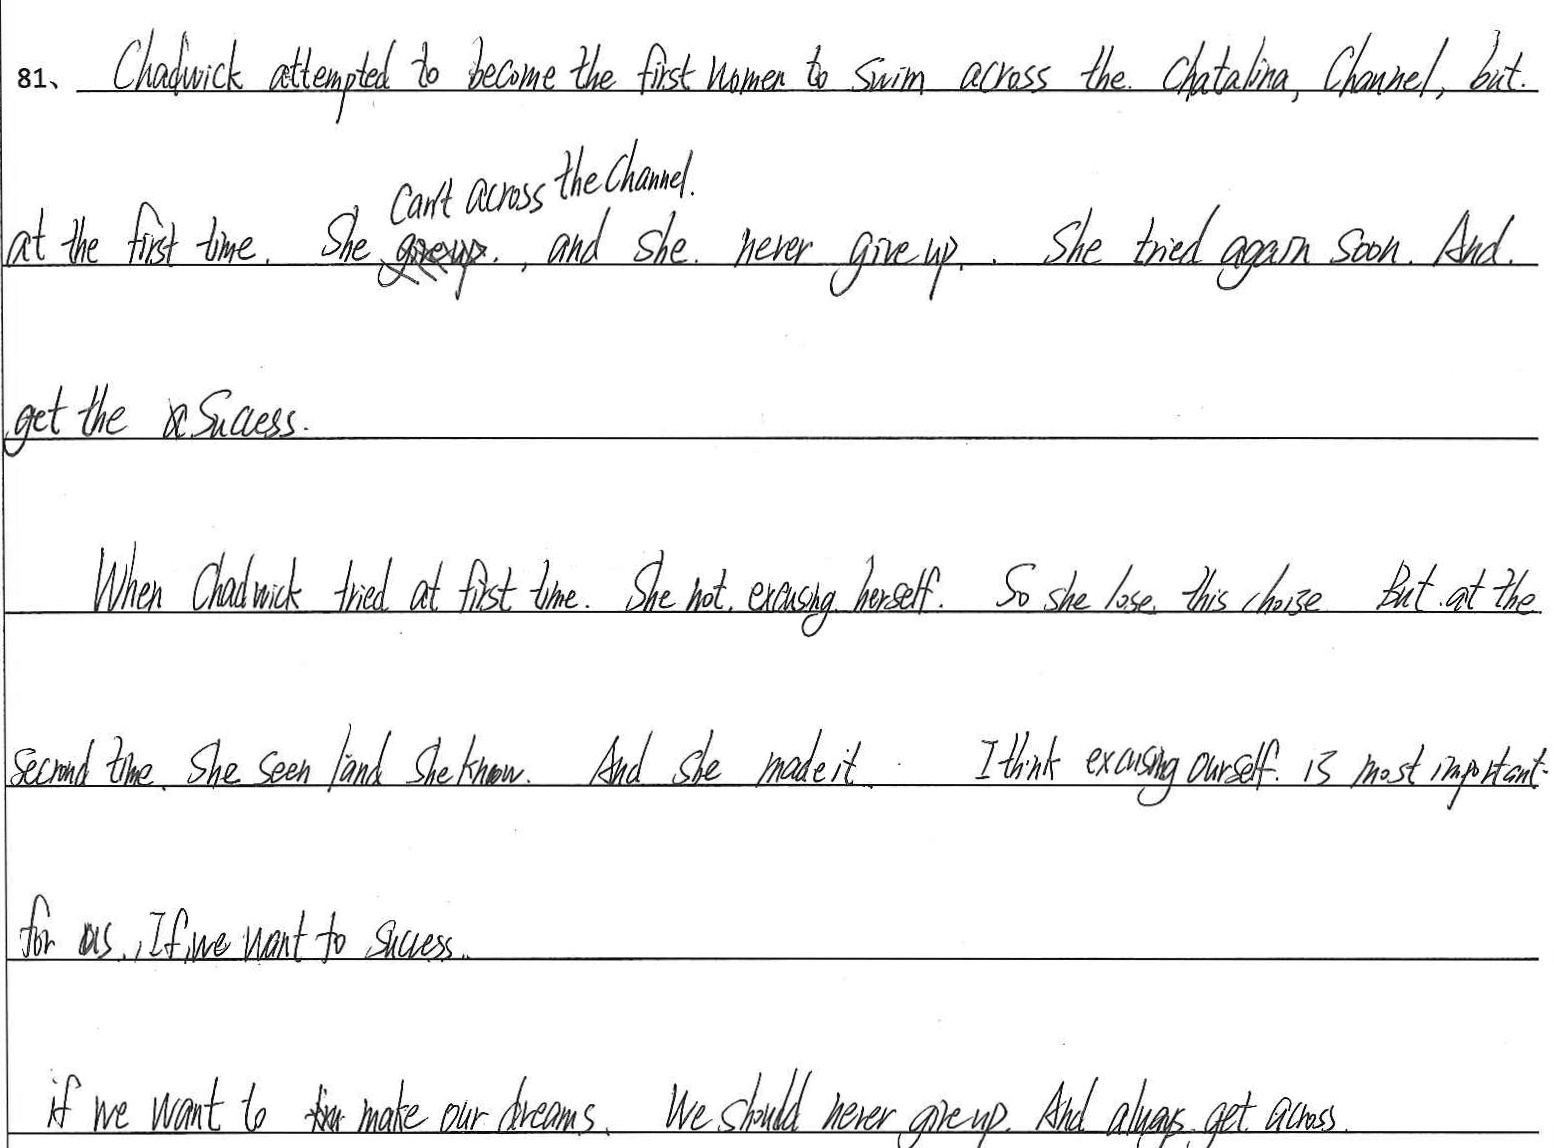 81、 Chadwick attempted to become the first women to swim across the. Chatalina, Channel, but.
can't across the Channel.
at the first time. She giveup. , and she. never give up. . She tried again soon. And.
get the success.
When Chadwick tried at first time. She not. excusing herself. So she lose. this choise But at the
second time. She seen land she know. And she made it. I think excusing ourself. is most important.
for us. , If, we want to success..
if we want to make our dreams. We should never give up. And always get across.